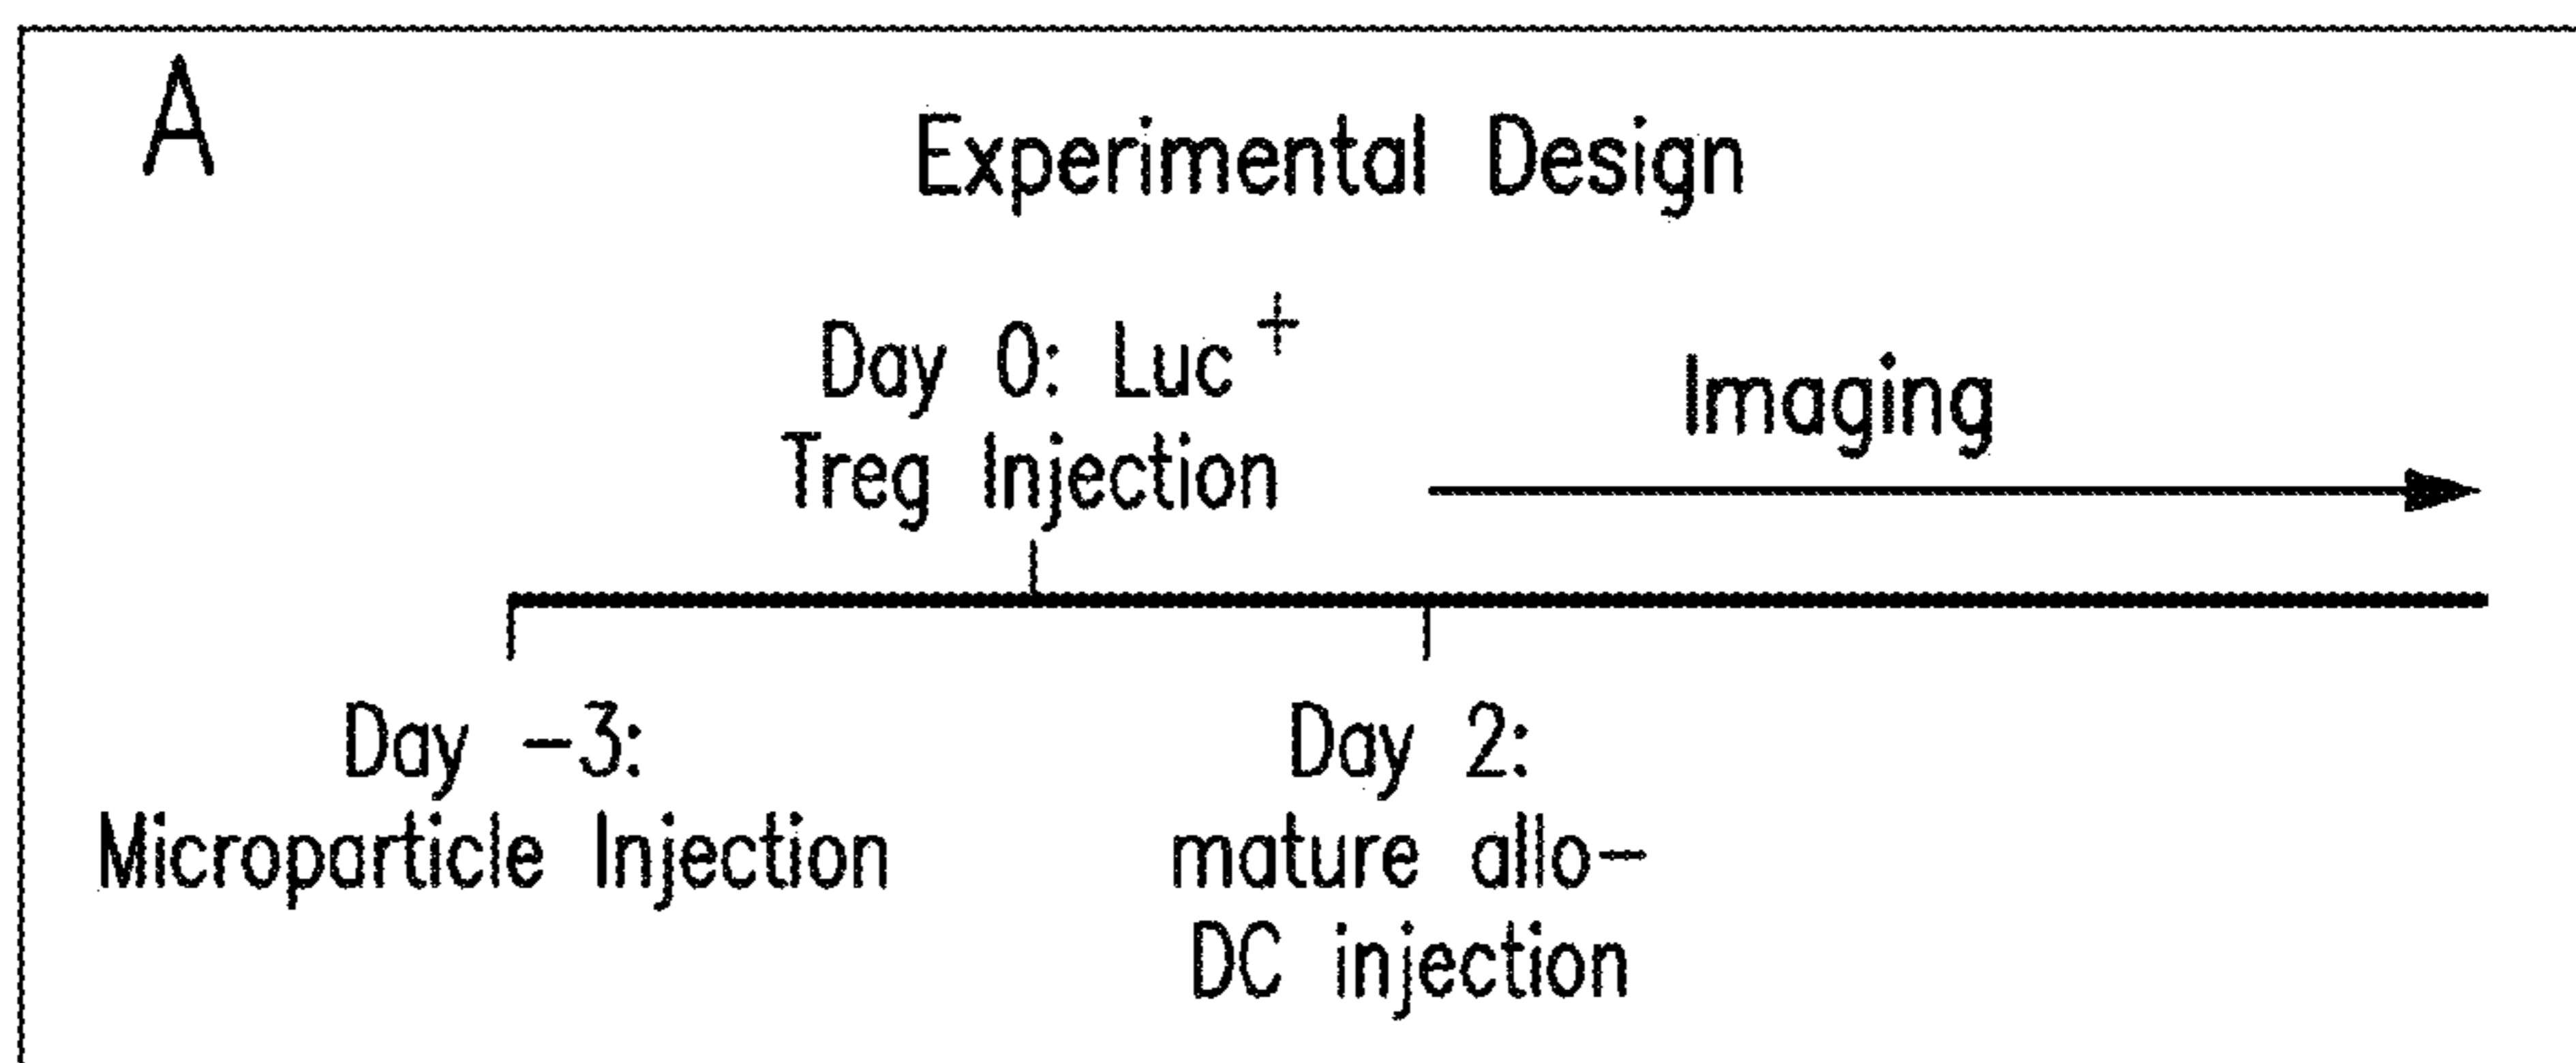 A
Experimental Design
Day 0: Luc⁺
Treg Injection
Imaging
Day -3:
Microparticle Injection
Day 2:
mature allo-
DC injection